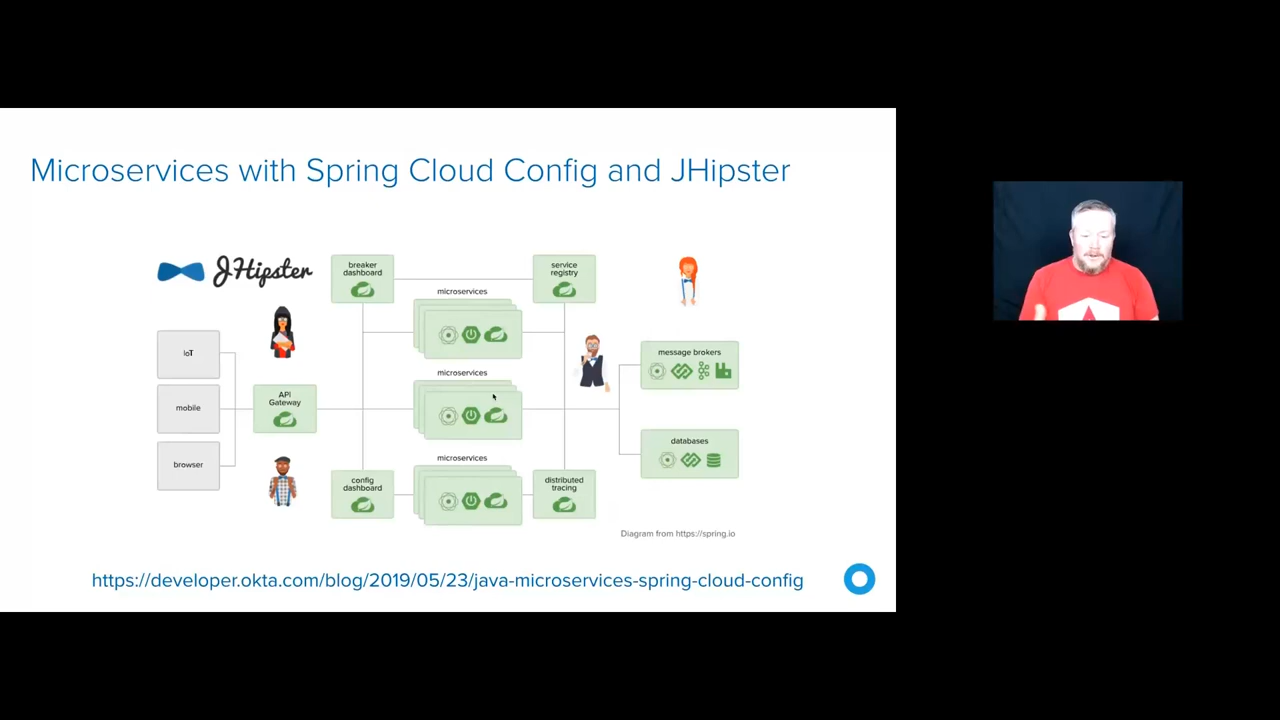 Microservices with Spring Cloud Config and JHipster
JHipster
breaker
dashboard
service
registry
microservices
IoT
mobile
browser
API
Gateway
microservices
message brokers
databases
microservices
config
dashboard
distributed
tracing
Diagram from https://spring.io
https://developer.okta.com/blog/2019/05/23/java-microservices-spring-cloud-config